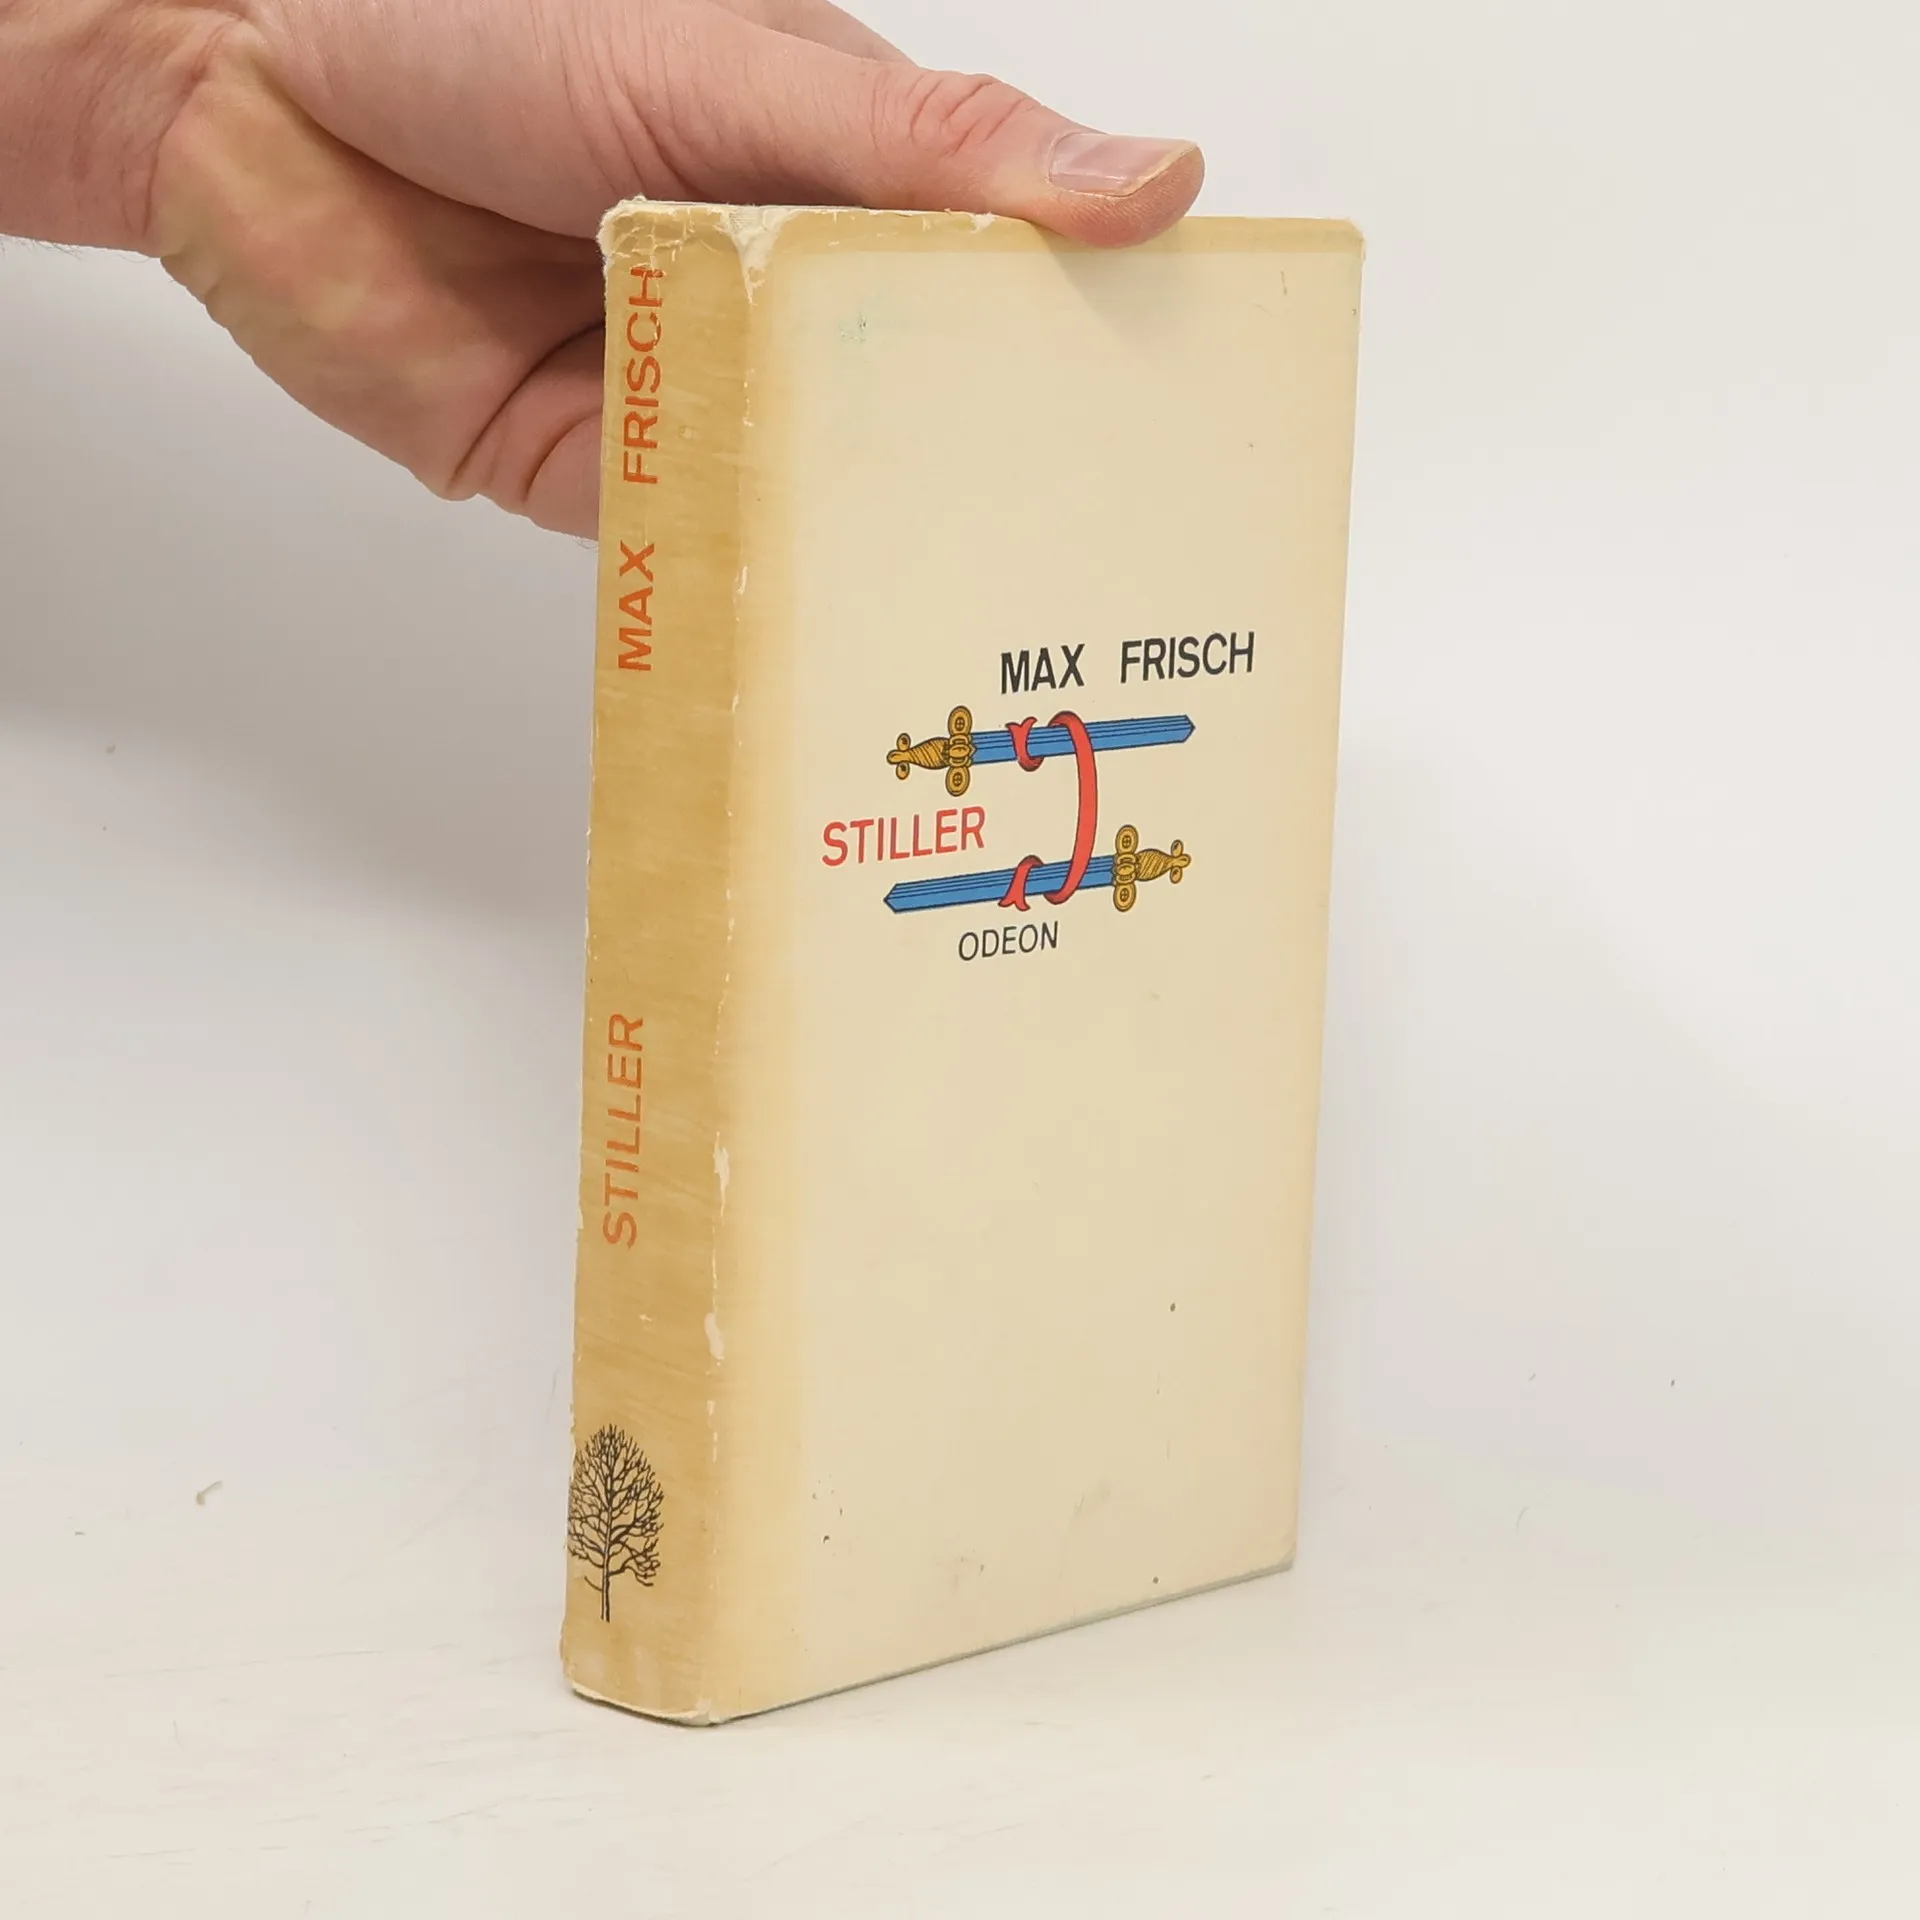 MAX FRISCH
STILLER
MAX FRISCH
STILLER
ODEON